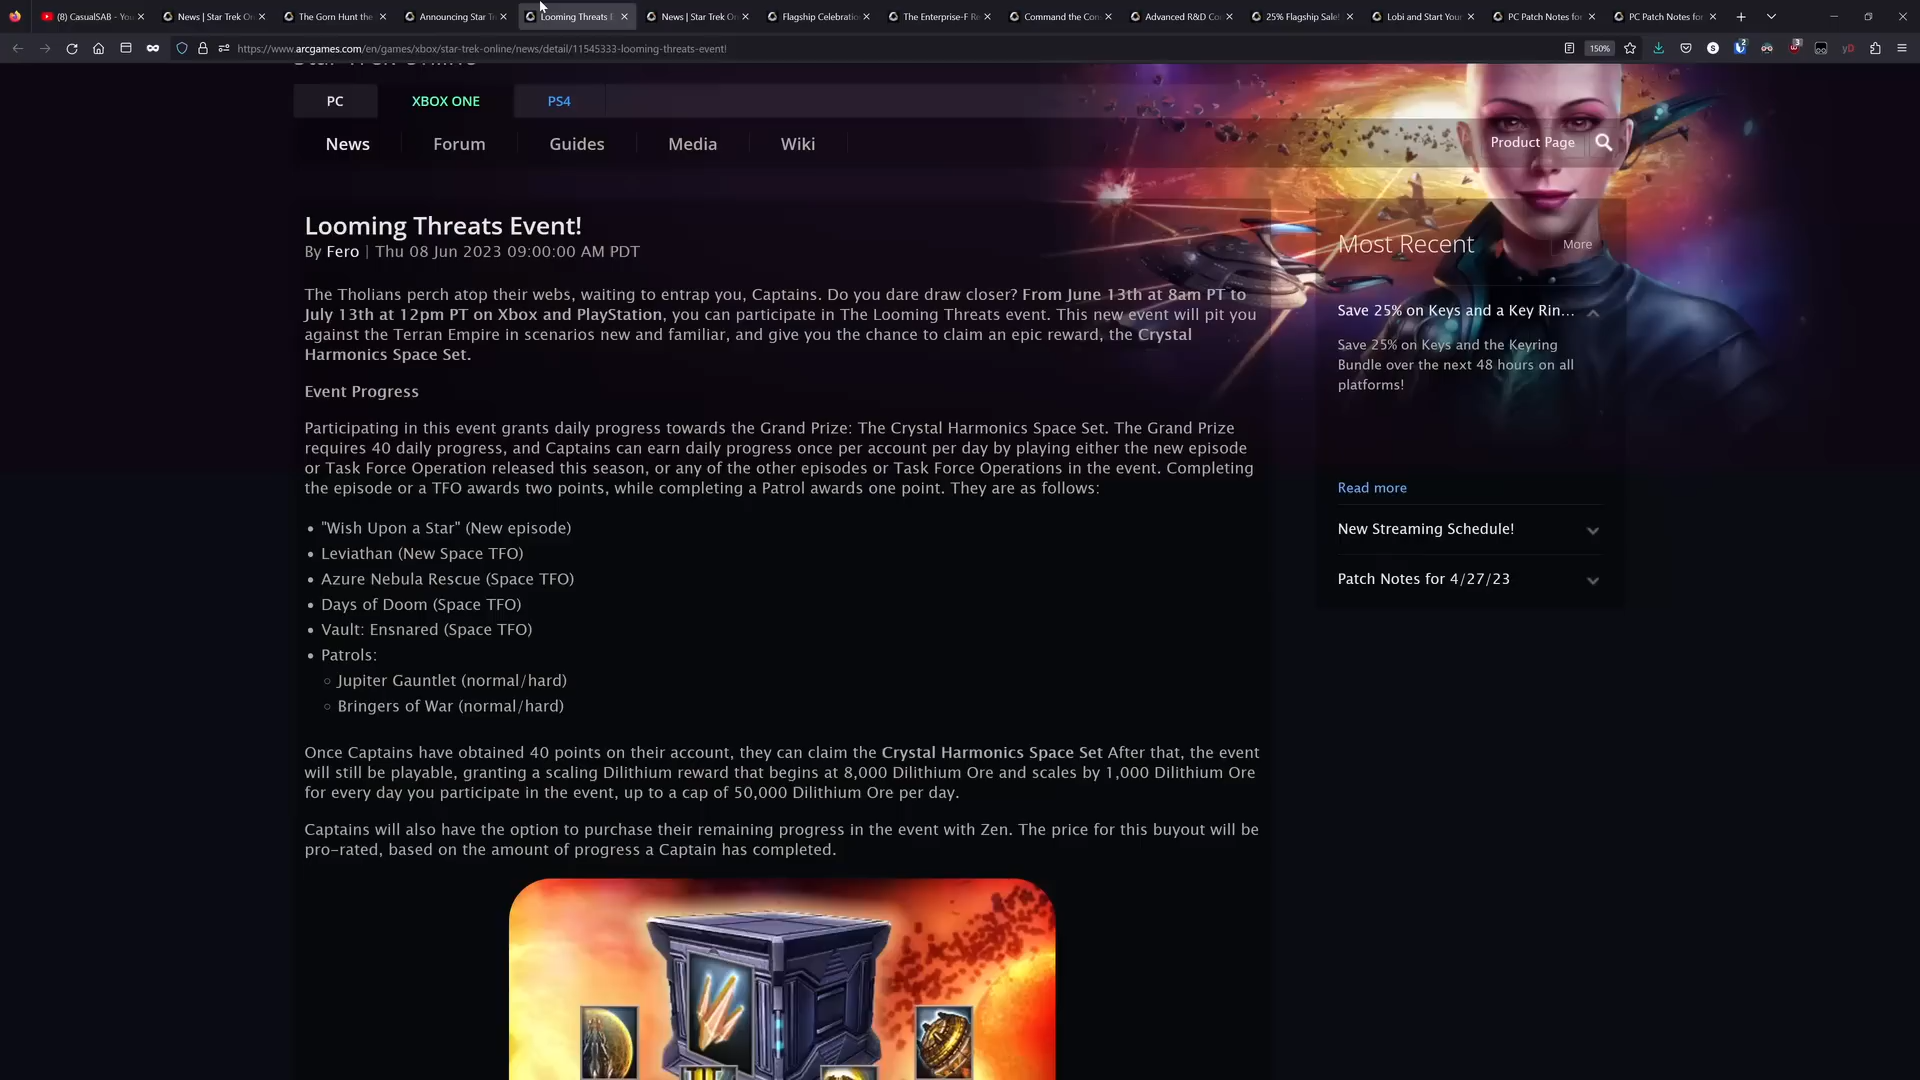 (8) CasualSAB - You
News | Star Trek On
The Gorn Hunt the
Announcing Star Tr
Looming Threats E
News | Star Trek On
Flagship Celebratio
The Enterprise-F Re
Command the Con
Advanced R&D Co
25% Flagship Sale!
Lobi and Start Your
PC Patch Notes for
PC Patch Notes for
https://www.arcgames.com/en/games/xbox/star-trek-online/news/detail/11545333-looming-threats-event!
150%
2
3
Star Trek Online
PC
XBOX ONE
PS4
News
Forum
Guides
Media
Wiki
Product Page
Looming Threats Event!
By Fero | Thu 08 Jun 2023 09:00:00 AM PDT
The Tholians perch atop their webs, waiting to entrap you, Captains. Do you dare draw closer? From June 13th at 8am PT to
July 13th at 12pm PT on Xbox and PlayStation, you can participate in The Looming Threats event. This new event will pit you
against the Terran Empire in scenarios new and familiar, and give you the chance to claim an epic reward, the Crystal
Harmonics Space Set.
Event Progress
Participating in this event grants daily progress towards the Grand Prize: The Crystal Harmonics Space Set. The Grand Prize
requires 40 daily progress, and Captains can earn daily progress once per account per day by playing either the new episode
or Task Force Operation released this season, or any of the other episodes or Task Force Operations in the event. Completing
the episode or a TFO awards two points, while completing a Patrol awards one point. They are as follows:
• "Wish Upon a Star" (New episode)
• Leviathan (New Space TFO)
• Azure Nebula Rescue (Space TFO)
• Days of Doom (Space TFO)
• Vault: Ensnared (Space TFO)
• Patrols:
◦ Jupiter Gauntlet (normal/hard)
◦ Bringers of War (normal/hard)
Once Captains have obtained 40 points on their account, they can claim the Crystal Harmonics Space Set After that, the event
will still be playable, granting a scaling Dilithium reward that begins at 8,000 Dilithium Ore and scales by 1,000 Dilithium Ore
for every day you participate in the event, up to a cap of 50,000 Dilithium Ore per day.
Captains will also have the option to purchase their remaining progress in the event with Zen. The price for this buyout will be
pro-rated, based on the amount of progress a Captain has completed.
Most Recent
More
Save 25% on Keys and a Key Rin...
Save 25% on Keys and the Keyring
Bundle over the next 48 hours on all
platforms!
Read more
New Streaming Schedule!
Patch Notes for 4/27/23